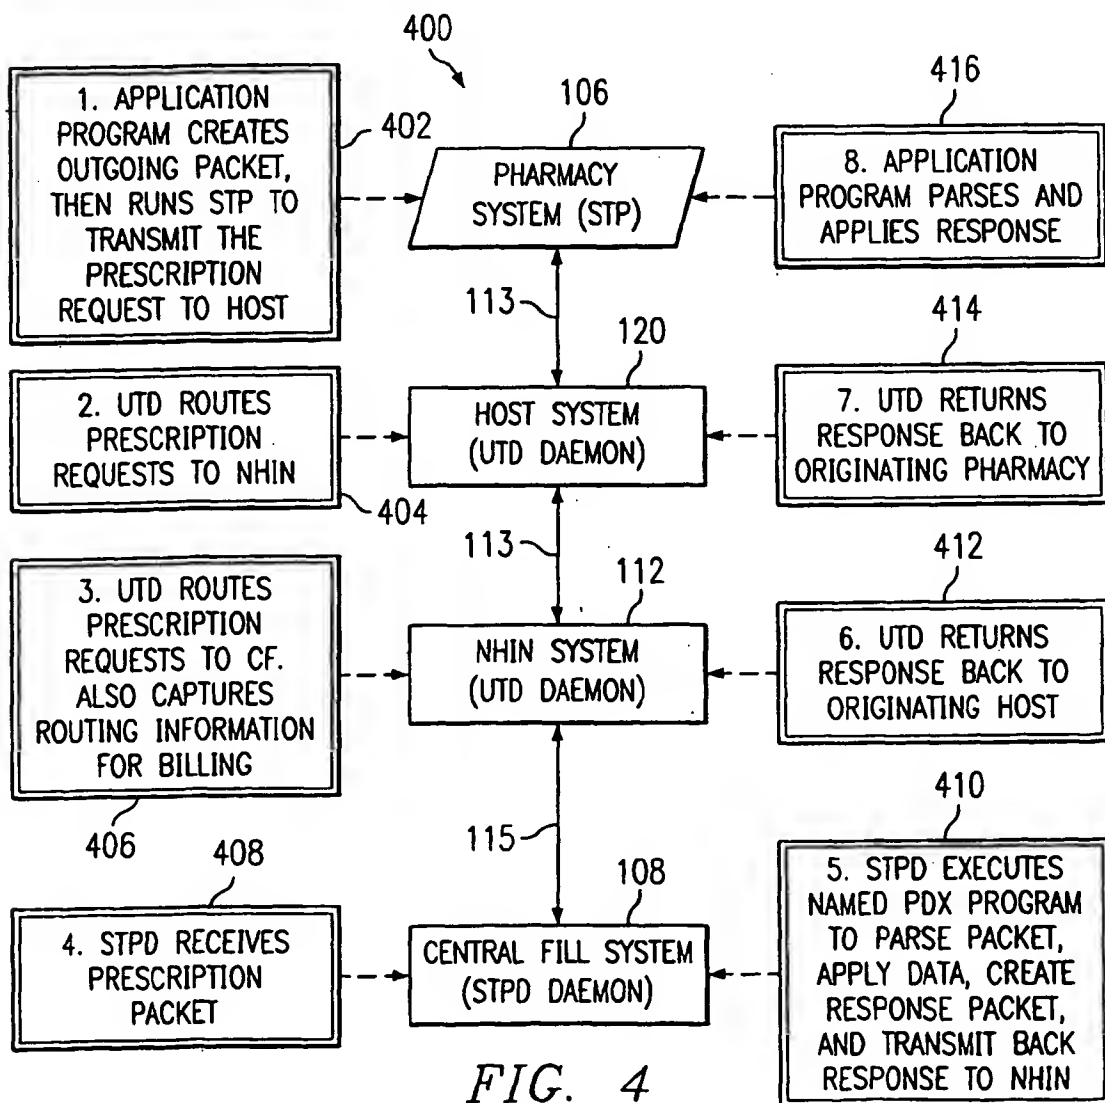 400
1. APPLICATION
PROGRAM CREATES
OUTGOING PACKET,
THEN RUNS STP TO
TRANSMIT THE
PRESCRIPTION
REQUEST TO HOST
402
106
PHARMACY
SYSTEM (STP)
416
8. APPLICATION
PROGRAM PARSES AND
APPLIES RESPONSE
113
2. UTD ROUTES
PRESCRIPTION
REQUESTS TO NHIN
404
120
HOST SYSTEM
(UTD DAEMON)
414
7. UTD RETURNS
RESPONSE BACK TO
ORIGINATING PHARMACY
113
3. UTD ROUTES
PRESCRIPTION
REQUESTS TO CF.
ALSO CAPTURES
ROUTING INFORMATION
FOR BILLING
406
112
NHIN SYSTEM
(UTD DAEMON)
412
6. UTD RETURNS
RESPONSE BACK TO
ORIGINATING HOST
115
408
4. STPD RECEIVES
PRESCRIPTION
PACKET
108
CENTRAL FILL SYSTEM
(STPD DAEMON)
410
5. STPD EXECUTES
NAMED PDX PROGRAM
TO PARSE PACKET,
APPLY DATA, CREATE
RESPONSE PACKET,
AND TRANSMIT BACK
RESPONSE TO NHIN
FIG. 4